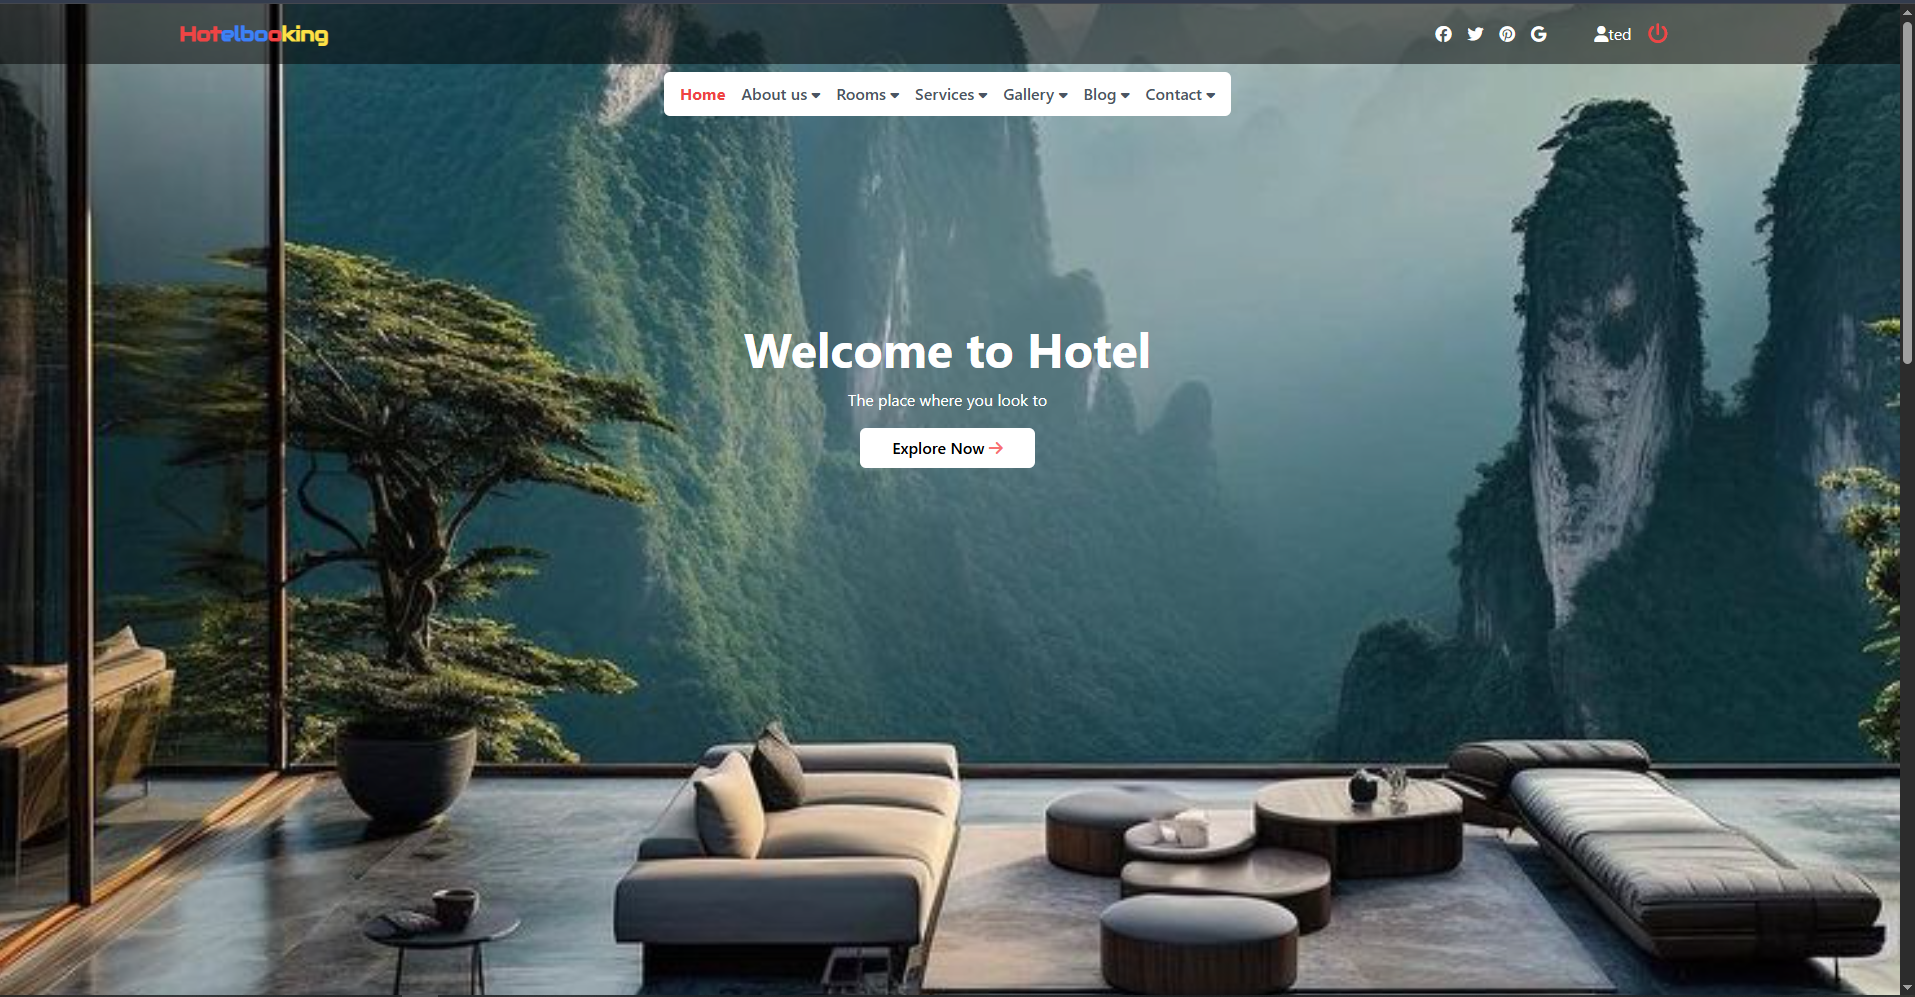 Hotelbooking
ted
Home About us Rooms Services Gallery Blog Contact
Welcome to Hotel
The place where you look to
Explore Now